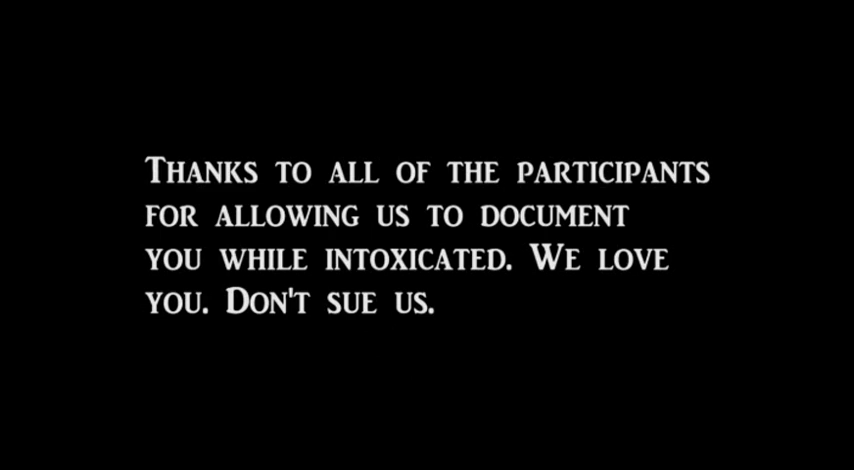 Thanks to all of the participants
for allowing us to document
you while intoxicated. We love
you. Don't sue us.